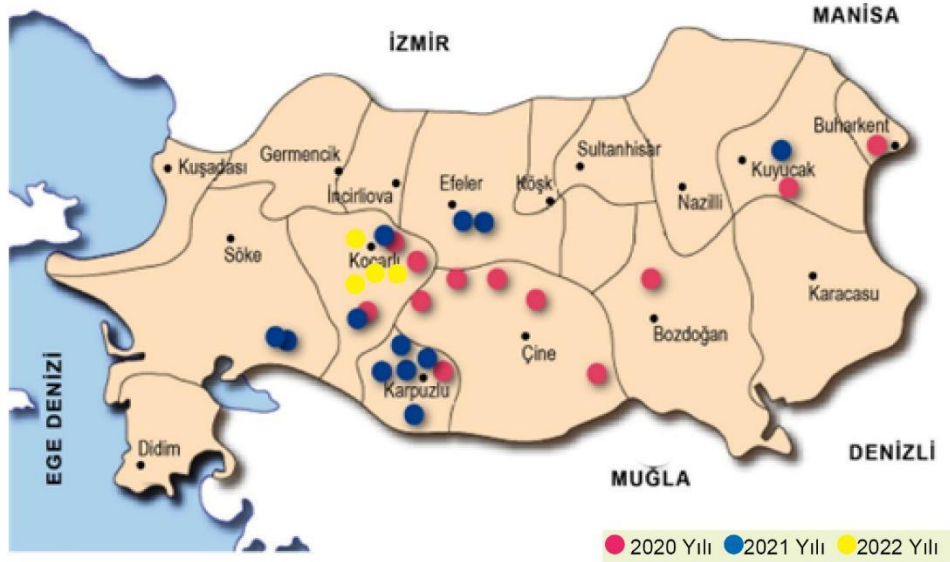 MANİSA
İZMİR
Buharkent
Sultanhisar
Germencik
Kuşadası
Kuyucak
Efeler
Köşk
İncirliova
Nazilli
Söke
Koçarlı
Karacasu
Bozdoğan
Çine
Karpuzlu
EGE DENİZİ
Didim
DENİZLİ
MUĞLA
2020 Yılı 2021 Yılı 2022 Yılı